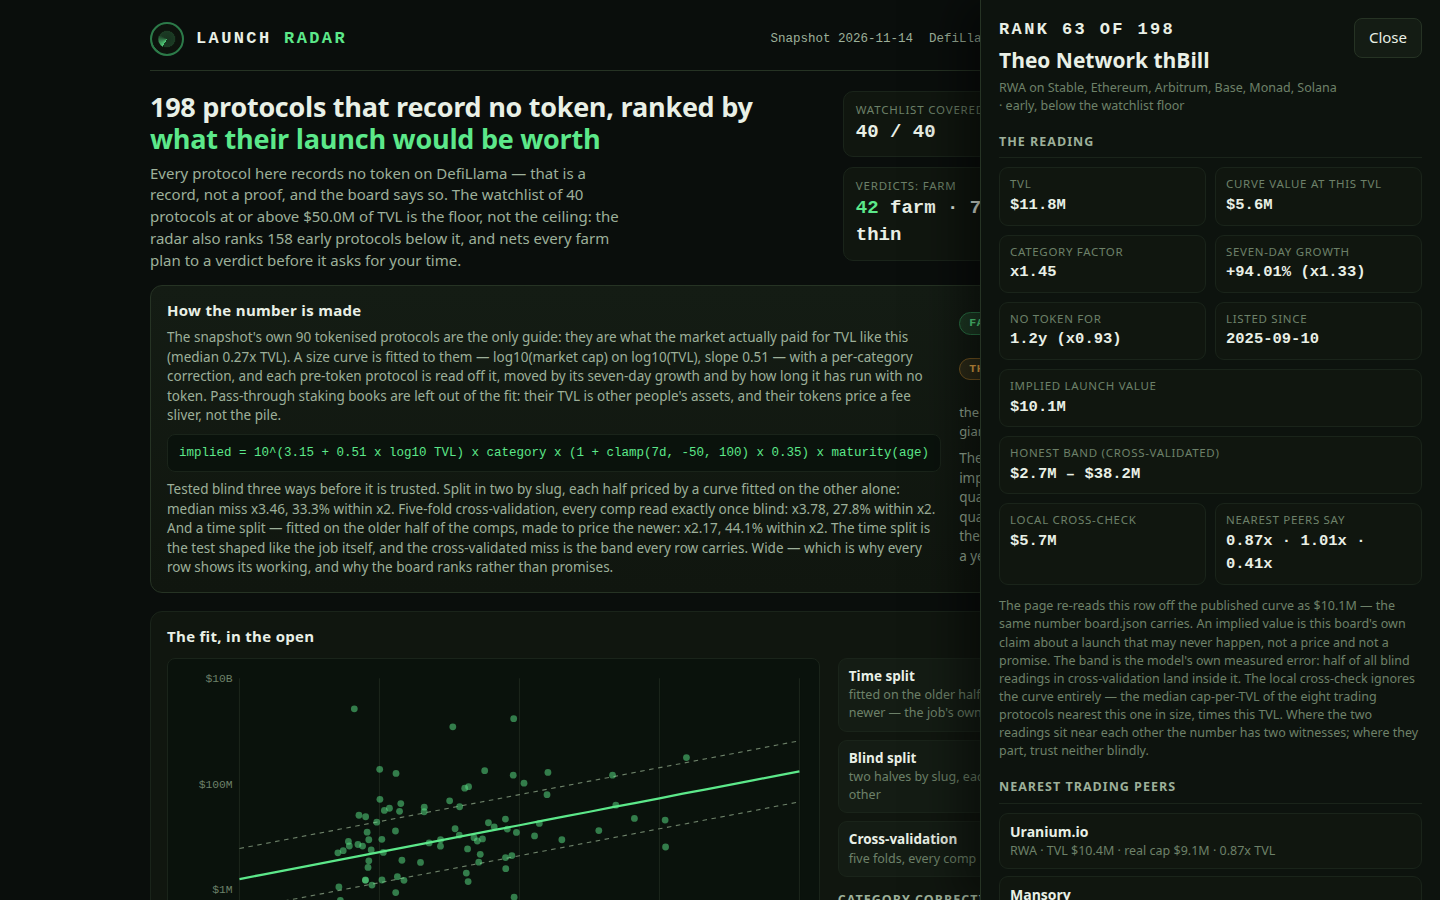 LAUNCH RADAR
Snapshot 2026-11-14 DefiLla
198 protocols that record no token, ranked by
what their launch would be worth
Every protocol here records no token on DefiLlama — that is a
record, not a proof, and the board says so. The watchlist of 40
protocols at or above $50.0M of TVL is the floor, not the ceiling: the
radar also ranks 158 early protocols below it, and nets every farm
plan to a verdict before it asks for your time.
WATCHLIST COVERED
40 / 40
VERDICTS: FARM
42 farm · 7
thin
How the number is made
The snapshot's own 90 tokenised protocols are the only guide: they are what the market actually paid for TVL like this
(median 0.27x TVL). A size curve is fitted to them — log10(market cap) on log10(TVL), slope 0.51 — with a per-category
correction, and each pre-token protocol is read off it, moved by its seven-day growth and by how long it has run with no
token. Pass-through staking books are left out of the fit: their TVL is other people's assets, and their tokens price a fee
sliver, not the pile.
implied = 10^(3.15 + 0.51 x log10 TVL) x category x (1 + clamp(7d, -50, 100) x 0.35) x maturity(age)
Tested blind three ways before it is trusted. Split in two by slug, each half priced by a curve fitted on the other alone:
median miss x3.46, 33.3% within x2. Five-fold cross-validation, every comp read exactly once blind: x3.78, 27.8% within x2.
And a time split — fitted on the older half of the comps, made to price the newer: x2.17, 44.1% within x2. The time split is
the test shaped like the job itself, and the cross-validated miss is the band every row carries. Wide — which is why every
row shows its working, and why the board ranks rather than promises.
FA
TH
the
gian
The
imp
qua
qua
the
a ye
The fit, in the open
$10B
$100M
$1M
Time split
fitted on the older half
newer — the job's own
Blind split
two halves by slug, eac
other
Cross-validation
five folds, every comp
CATEGORY CORRECT
RANK 63 OF 198
Close
Theo Network thBill
RWA on Stable, Ethereum, Arbitrum, Base, Monad, Solana
· early, below the watchlist floor
THE READING
TVL
$11.8M
CURVE VALUE AT THIS TVL
$5.6M
CATEGORY FACTOR
x1.45
SEVEN-DAY GROWTH
+94.01% (x1.33)
NO TOKEN FOR
1.2y (x0.93)
LISTED SINCE
2025-09-10
IMPLIED LAUNCH VALUE
$10.1M
HONEST BAND (CROSS-VALIDATED)
$2.7M – $38.2M
LOCAL CROSS-CHECK
$5.7M
NEAREST PEERS SAY
0.87x · 1.01x ·
0.41x
The page re-reads this row off the published curve as $10.1M — the
same number board.json carries. An implied value is this board's own
claim about a launch that may never happen, not a price and not a
promise. The band is the model's own measured error: half of all blind
readings in cross-validation land inside it. The local cross-check ignores
the curve entirely — the median cap-per-TVL of the eight trading
protocols nearest this one in size, times this TVL. Where the two
readings sit near each other the number has two witnesses; where they
part, trust neither blindly.
NEAREST TRADING PEERS
Uranium.io
RWA · TVL $10.4M · real cap $9.1M · 0.87x TVL
Mansory